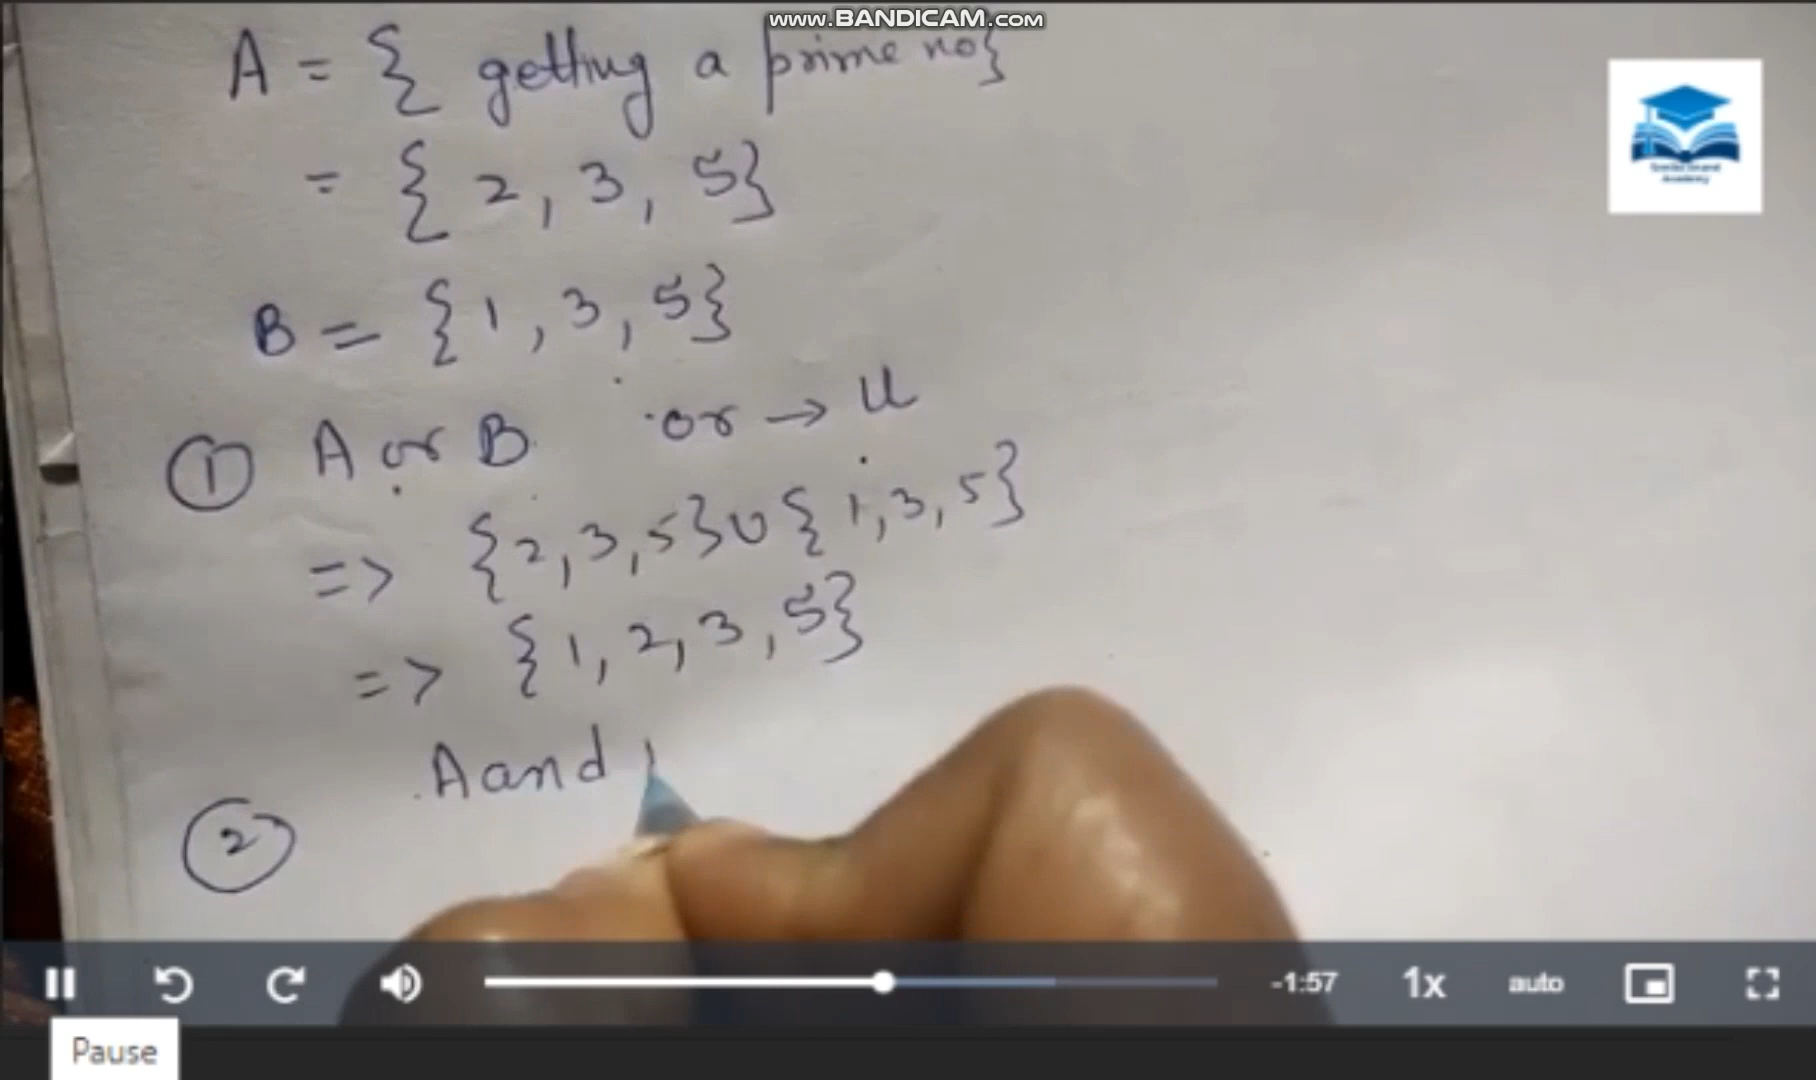 www.BANDICAM.com
A = { getting a prime no}
= { 2, 3, 5}
B = {1, 3, 5}
① A or B. or → U
=> {2, 3, 5} ∪ {1, 3, 5}
=> {1, 2, 3, 5}
② A and
Academy
-1:57 1x auto
Pause